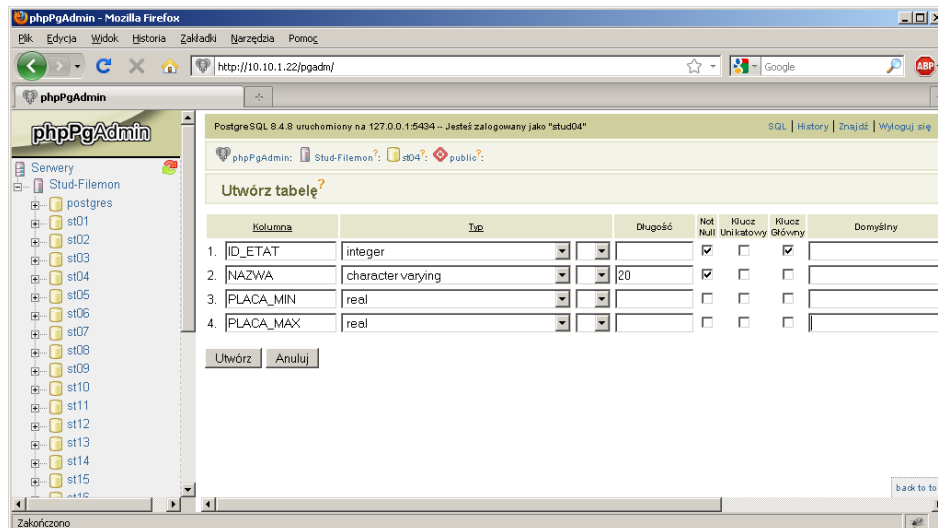 phpPgAdmin - Mozilla Firefox
Plik Edycja Widok Historia Zakładki Narzędzia Pomoc
http://10.10.1.22/pgadm/
Google
ABP
phpPgAdmin
phpPgAdmin
Serwery
Stud-Filemon
postgres
st01
st02
st03
st04
st05
st06
st07
st08
st09
st10
st11
st12
st13
st14
st15
st16
PostgreSQL 8.4.8 uruchomiony na 127.0.0.1:5434 -- Jesteś zalogowany jako "stud04"
SQL | History | Znajdź | Wyloguj się
phpPgAdmin: Stud-Filemon?: st04?: public?:
Utwórz tabelę?
Kolumna Typ Długość Not Null Klucz Unikatowy Klucz Główny Domyślny
1. ID_ETAT integer
2. NAZWA character varying 20
3. PLACA_MIN real
4. PLACA_MAX real
Utwórz Anuluj
back to to
Zakończono